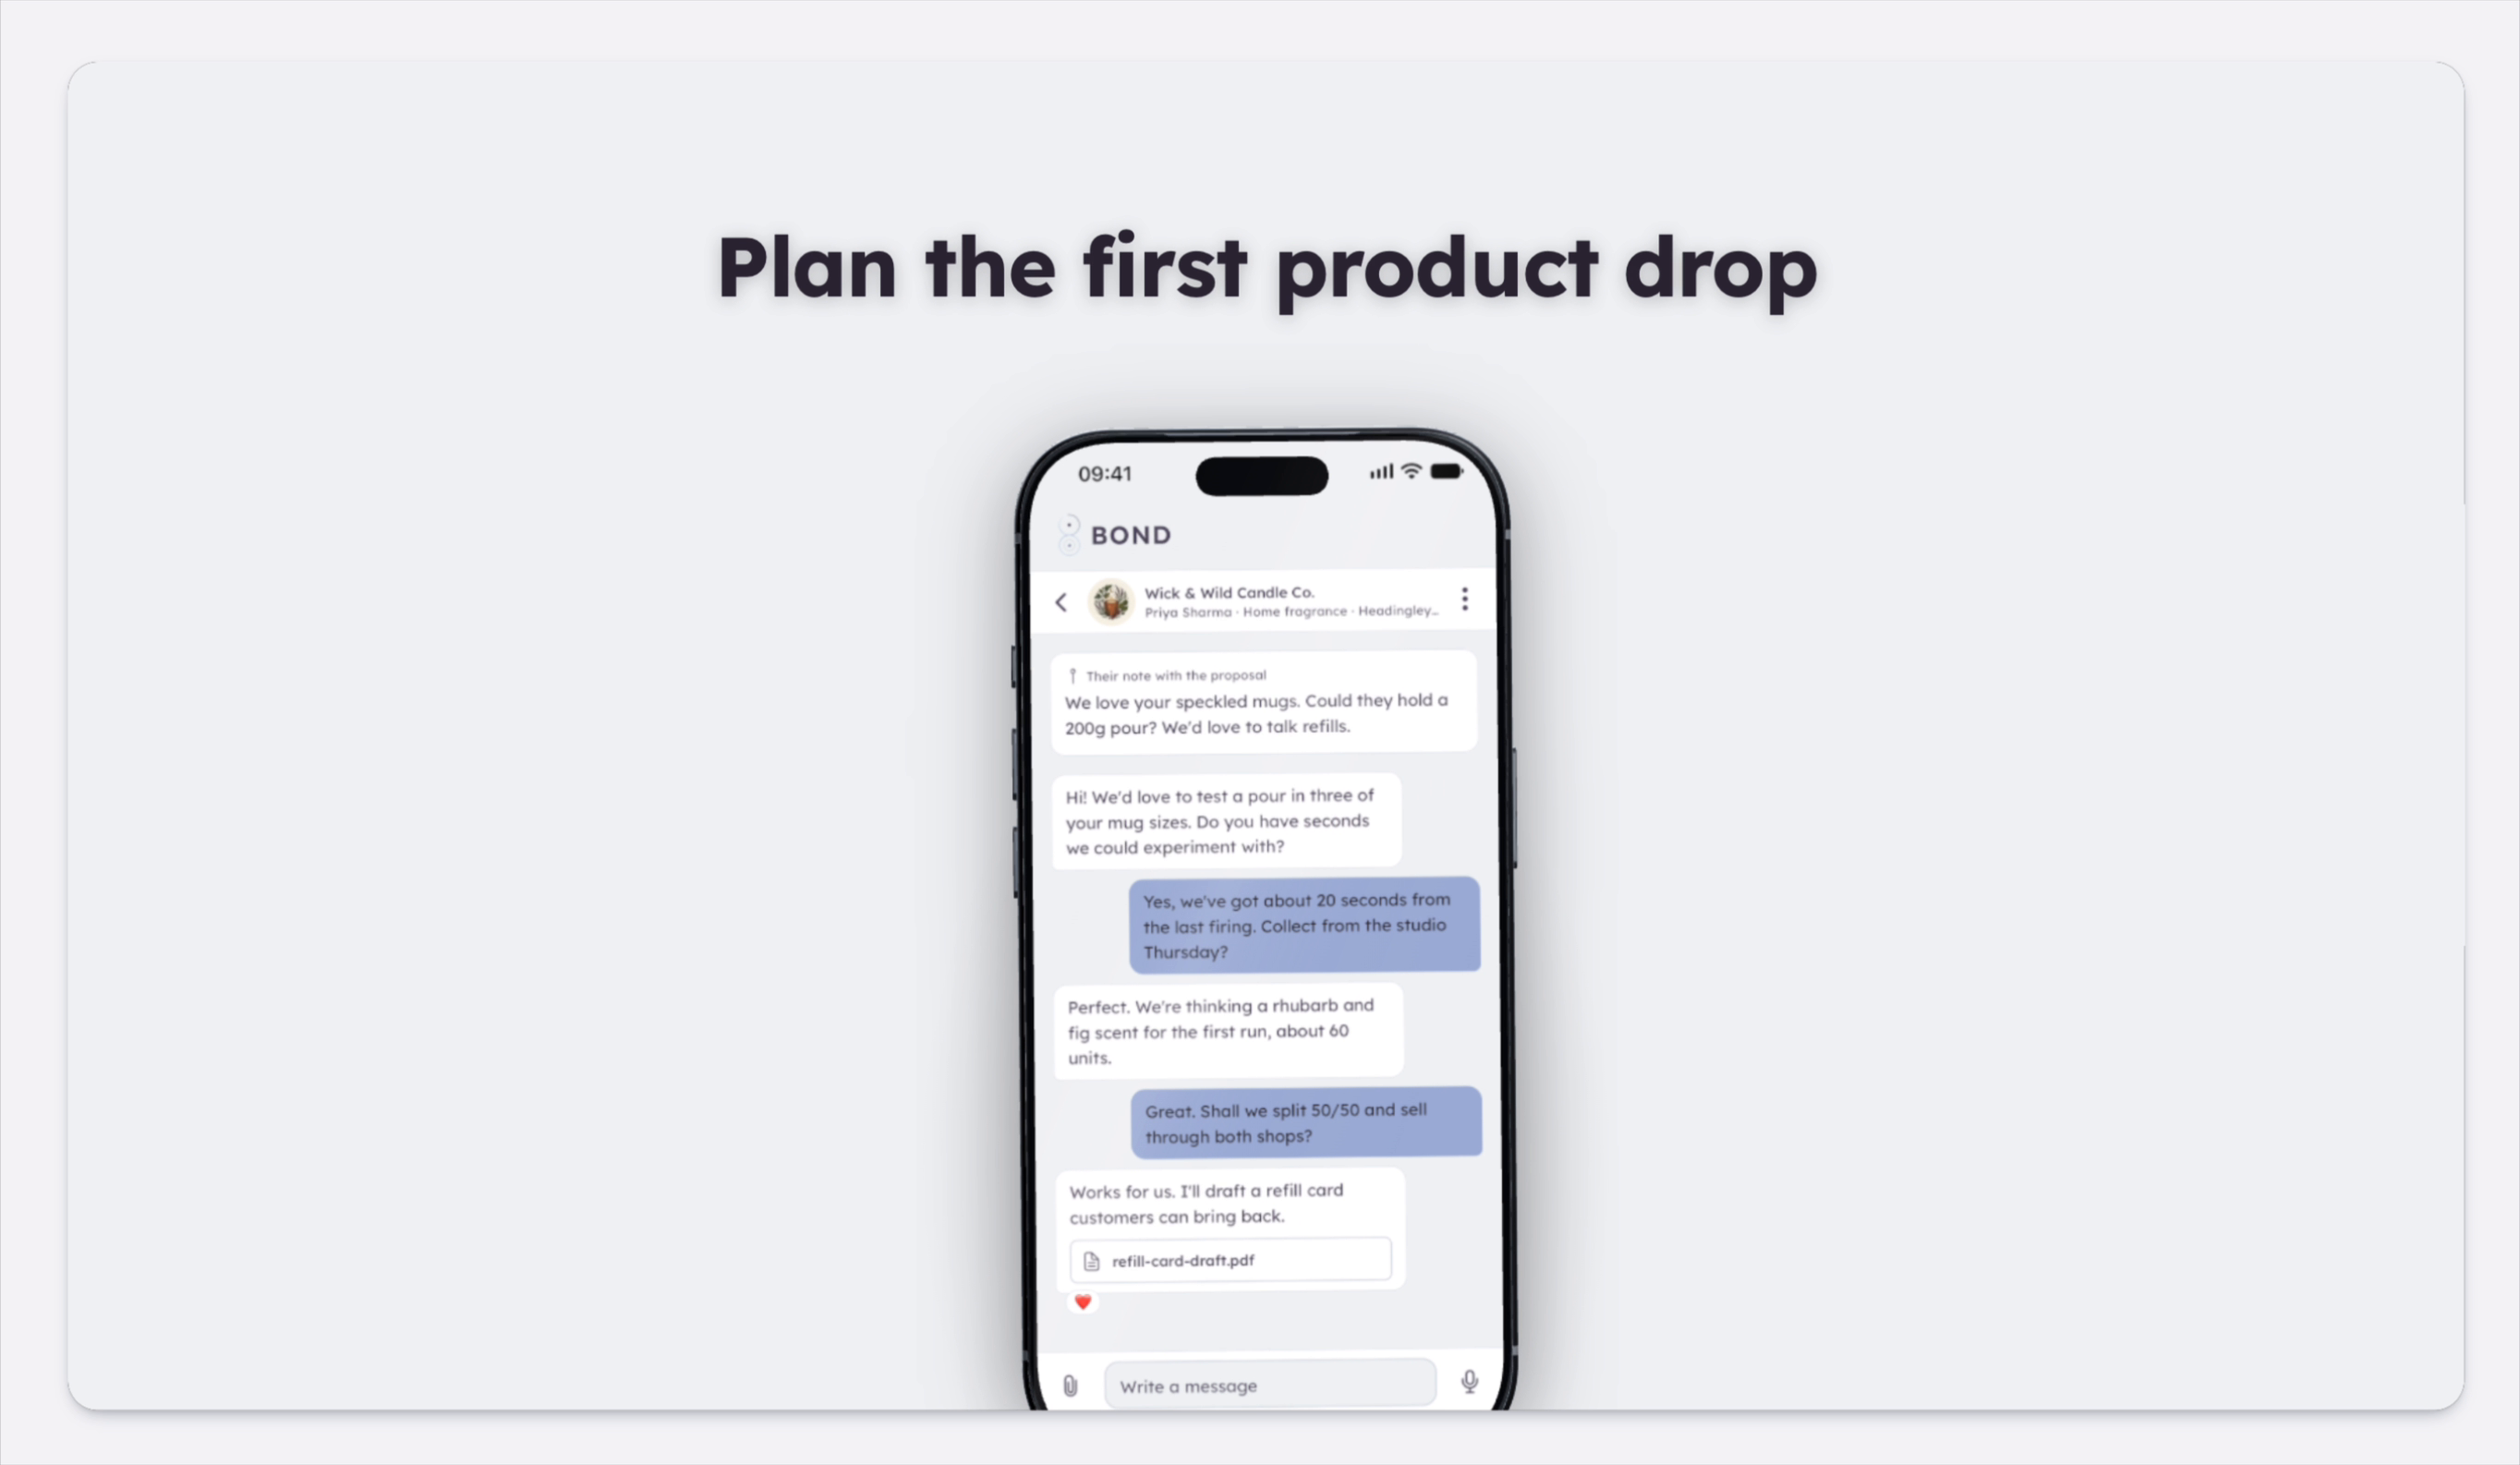 Plan the first product drop
09:41
BOND
Wick & Wild Candle Co.
Priya Sharma · Home fragrance · Headingley…
Their note with the proposal
We love your speckled mugs. Could they hold a
200g pour? We'd love to talk refills.
Hi! We'd love to test a pour in three of
your mug sizes. Do you have seconds
we could experiment with?
Yes, we've got about 20 seconds from
the last firing. Collect from the studio
Thursday?
Perfect. We're thinking a rhubarb and
fig scent for the first run, about 60
units.
Great. Shall we split 50/50 and sell
through both shops?
Works for us. I'll draft a refill card
customers can bring back.
refill-card-draft.pdf
Write a message